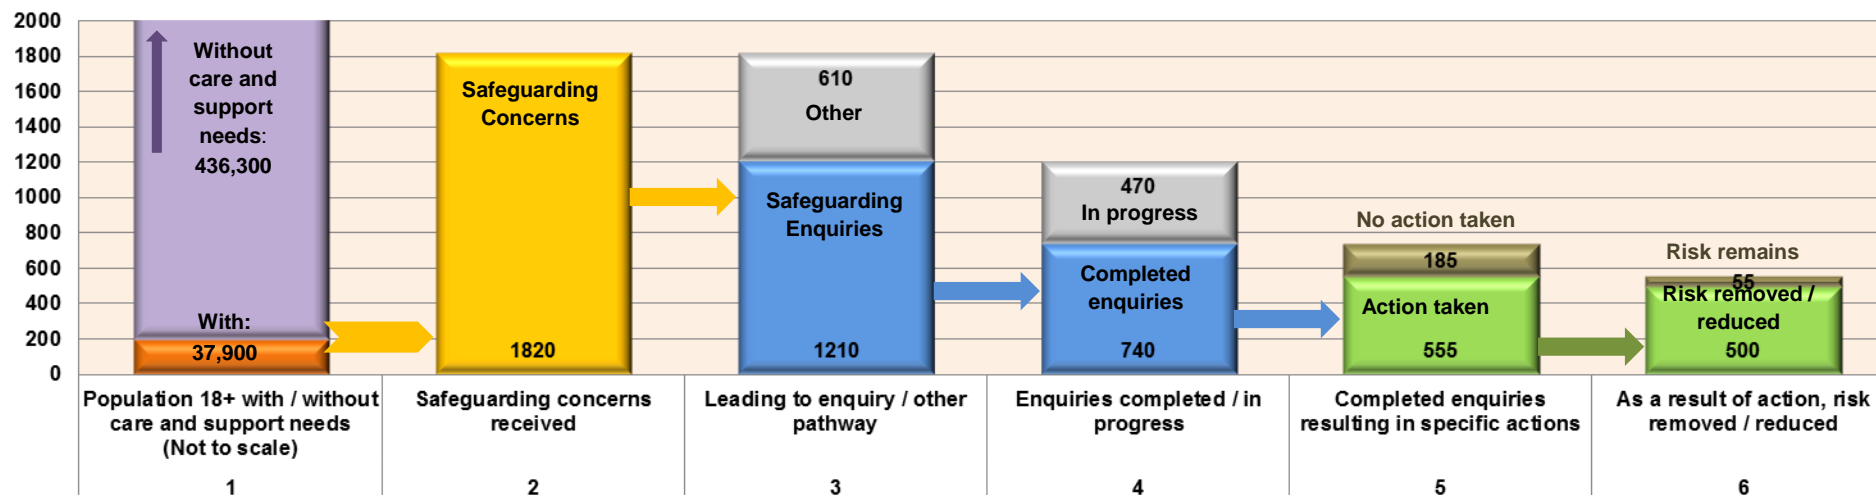 2000
1800
1600
1400
1200
1000
800
600
400
200
0
Without
care and
support
needs:
436,300
With:
37,900
Safeguarding
Concerns
1820
610
Other
Safeguarding
Enquiries
1210
470
In progress
Completed
enquiries
740
No action taken
185
Action taken
555
Risk remains
55
Risk removed /
reduced
500
Population 18+ with / without
care and support needs
(Not to scale)
1
Safeguarding concerns
received
2
Leading to enquiry / other
pathway
3
Enquiries completed / in
progress
4
Completed enquiries
resulting in specific actions
5
As a result of action, risk
removed / reduced
6